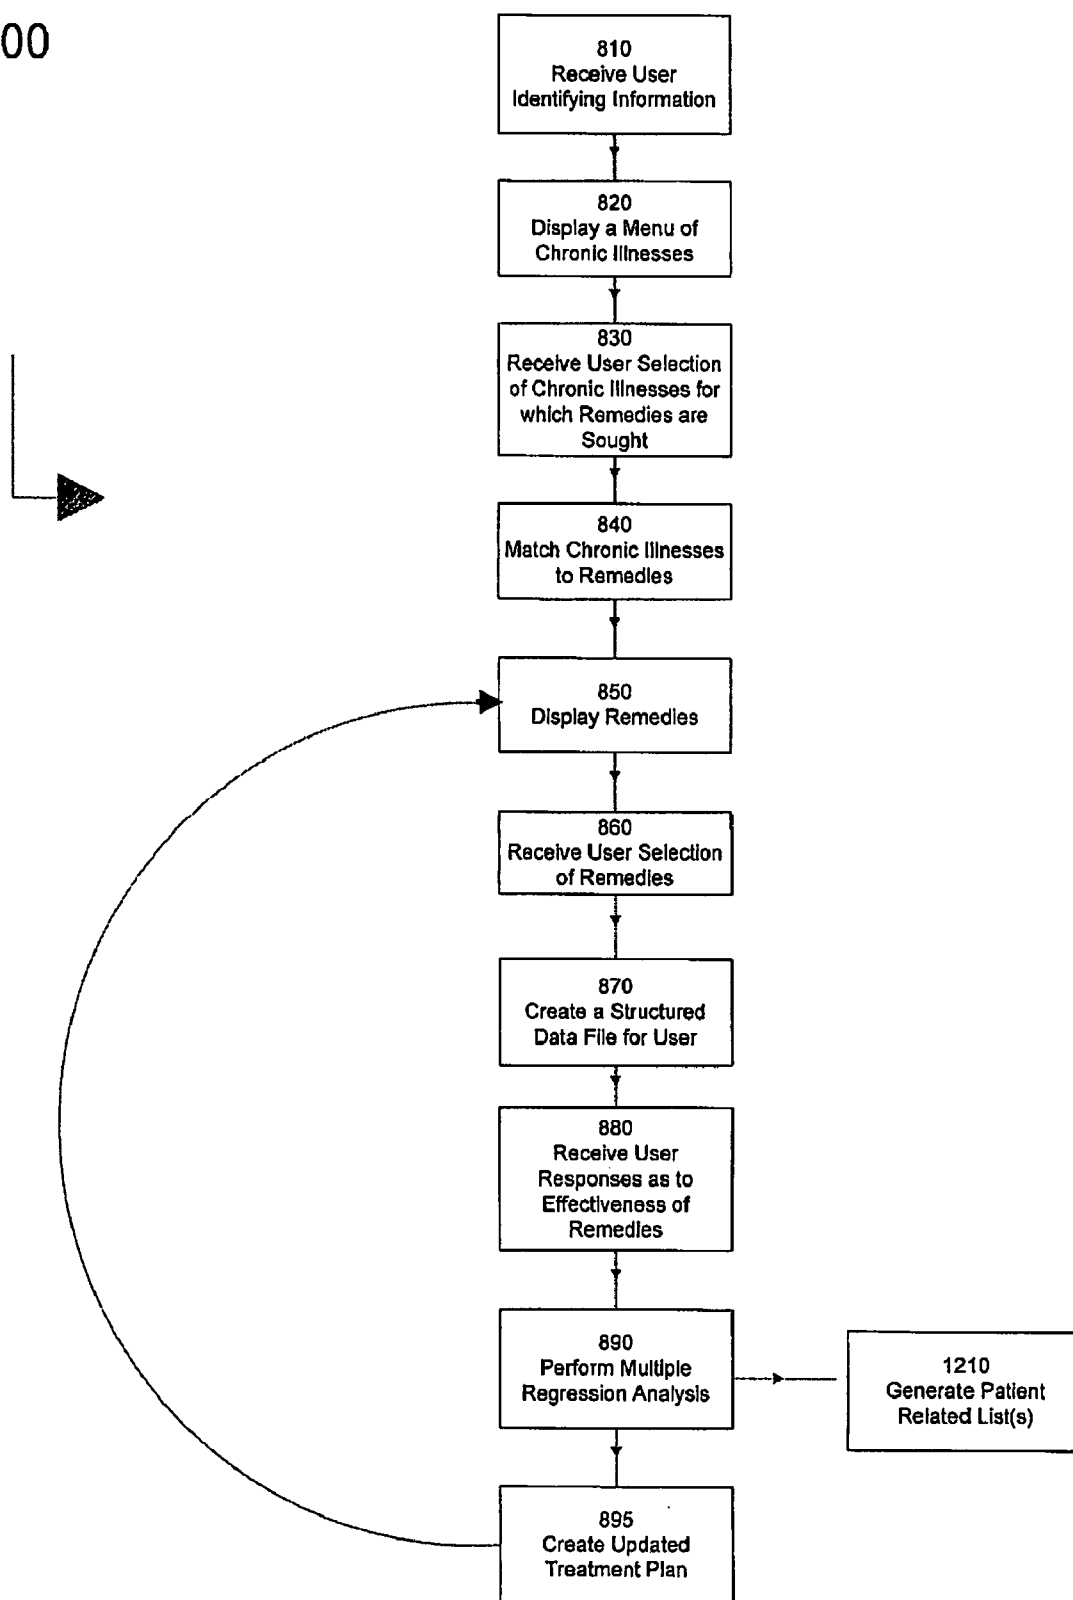 00
810
Receive User
Identifying Information
820
Display a Menu of
Chronic Illnesses
830
Receive User Selection
of Chronic Illnesses for
which Remedies are
Sought
840
Match Chronic Illnesses
to Remedies
850
Display Remedies
860
Receive User Selection
of Remedies
870
Create a Structured
Data File for User
880
Receive User
Responses as to
Effectiveness of
Remedies
890
Perform Multiple
Regression Analysis
1210
Generate Patient
Related List(s)
895
Create Updated
Treatment Plan